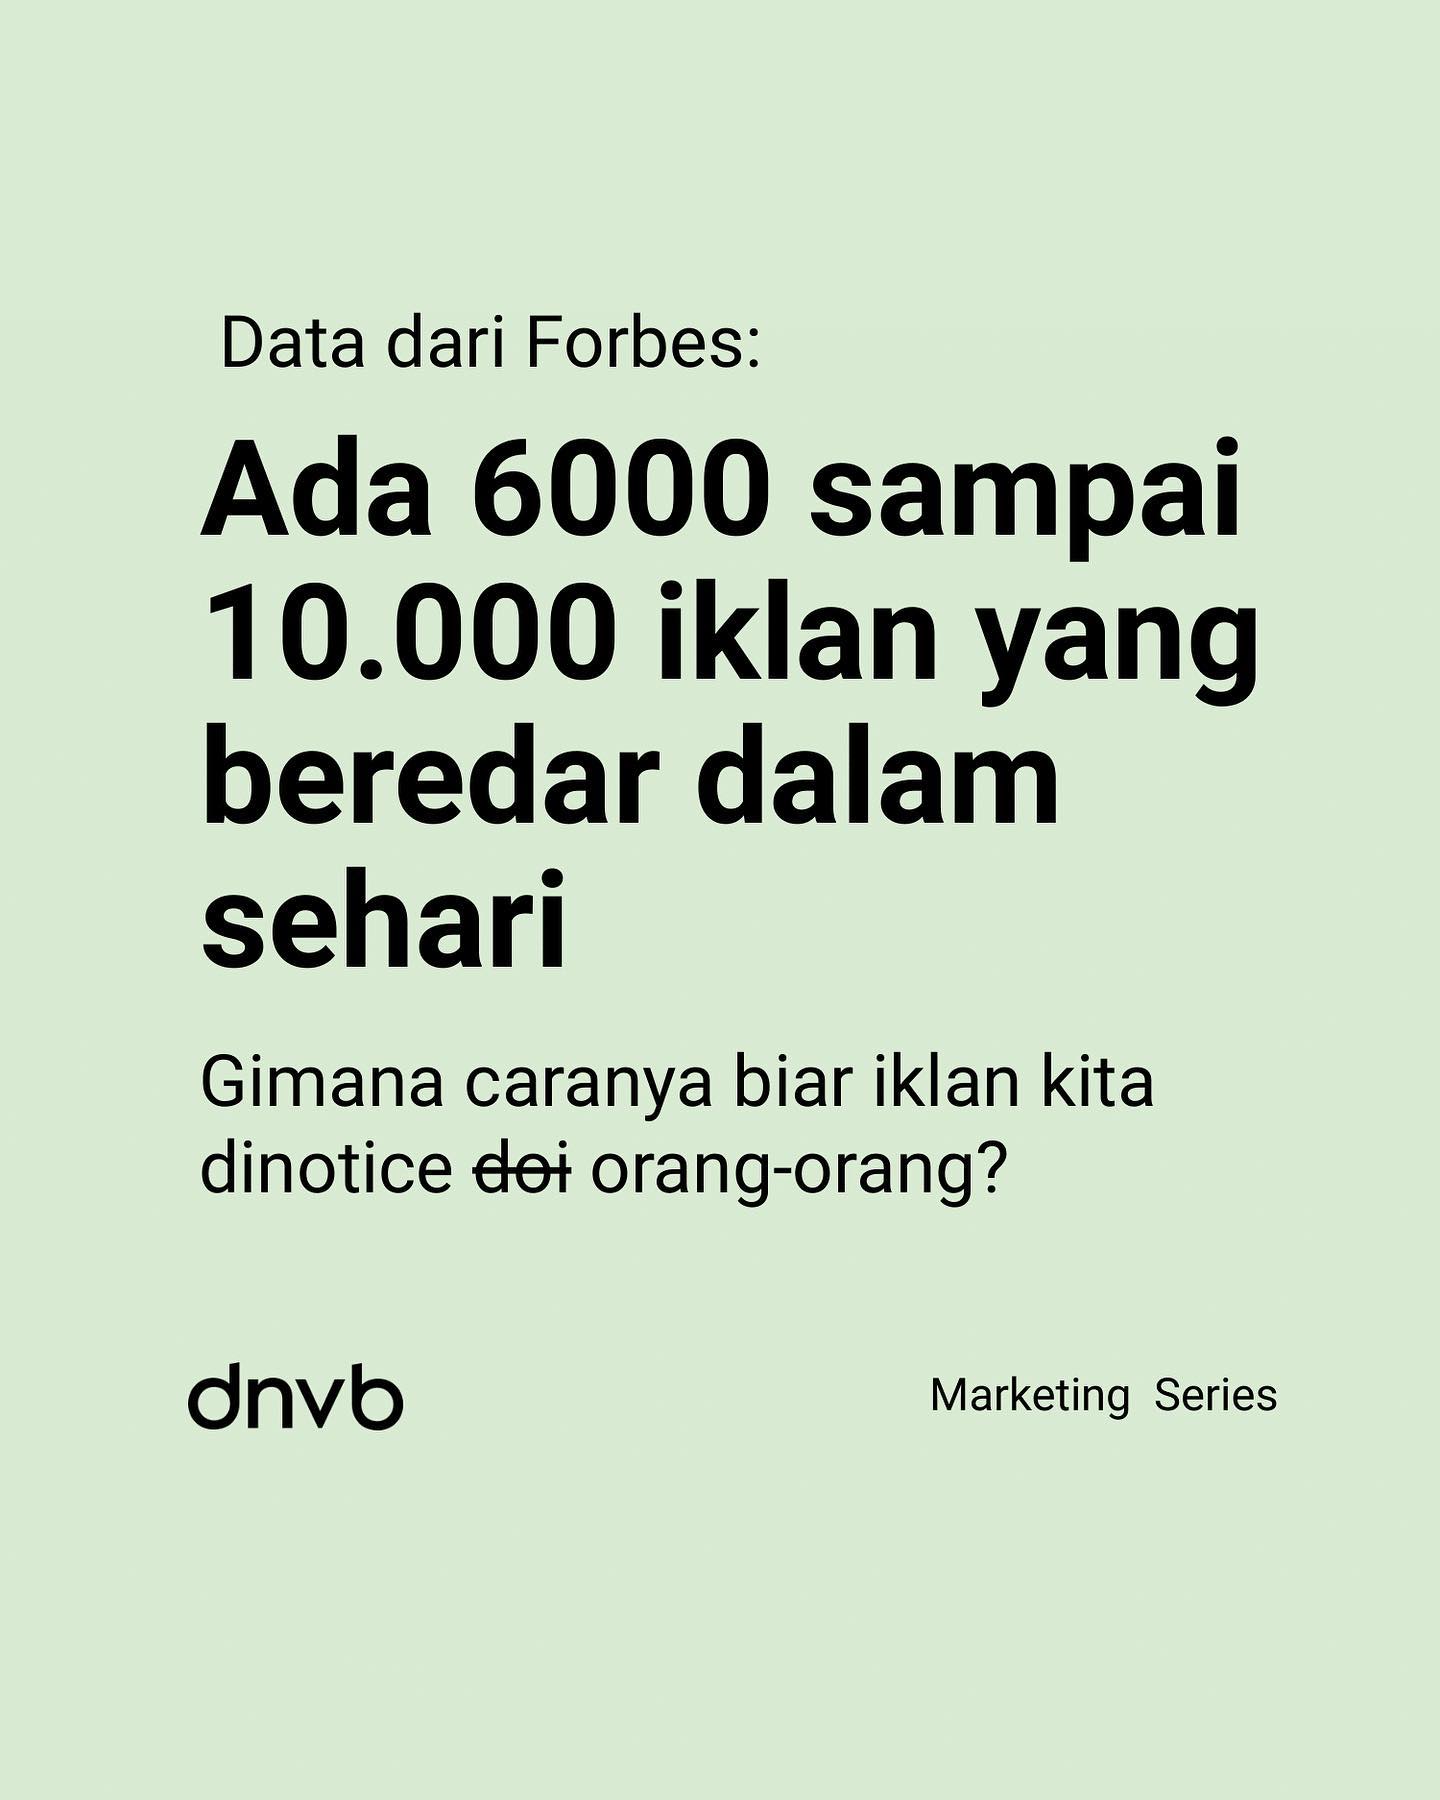 Data dari Forbes:
Ada 6000 sampai
10.000 iklan yang
beredar dalam
sehari
Gimana caranya biar iklan kita
dinotice doi orang-orang?
dnvb
Marketing Series